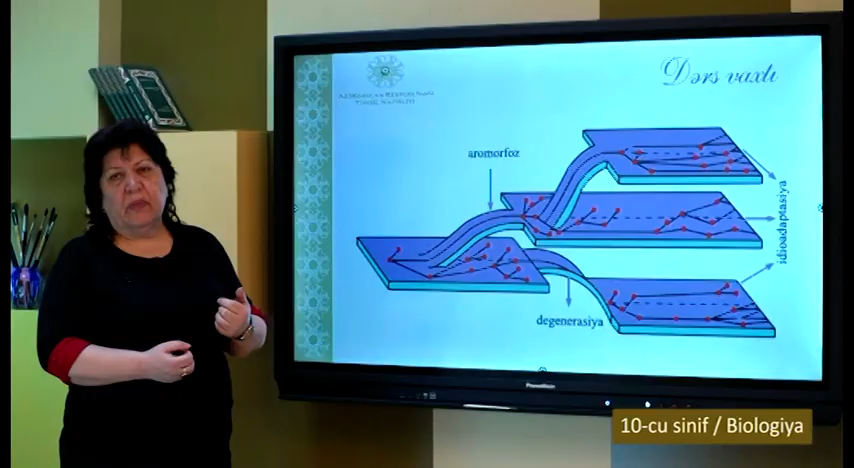 Dərs vaxtı
AZƏRBAYCAN RESPUBLİKASI
TƏHSİL NAZİRLİYİ
aromorfoz
idioadaptasiya
degenerasiya
10-cu sinif / Biologiya